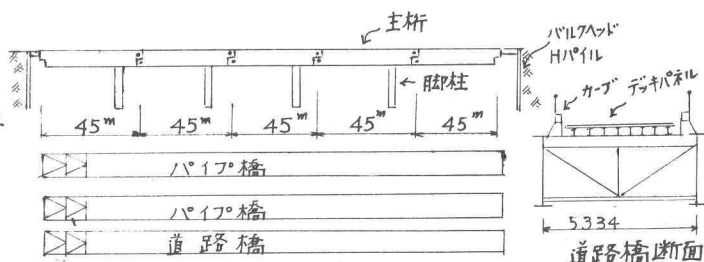 主桁
バルクヘッド
Hパイル
カーブ
デッキパネル
脚柱
45m 45m 45m 45m 45m
パイプ橋
パイプ橋
道路橋
5.334
道路橋断面